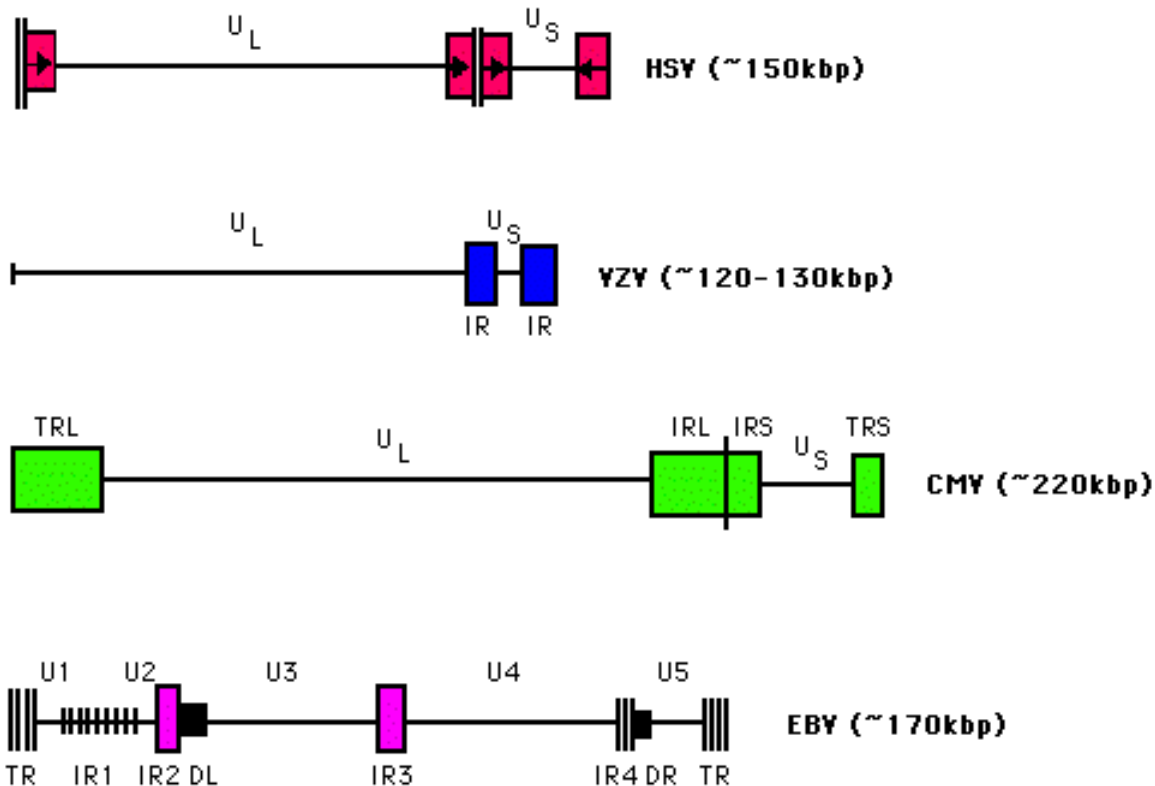 U L U S
HSV (~150kbp)
U L U S
VZV (~120-130kbp)
IR IR
TRL U L IRL IRS U S TRS
CMV (~220kbp)
U1 U2 U3 U4 U5
EBV (~170kbp)
TR IR1 IR2 DL IR3 IR4 DR TR